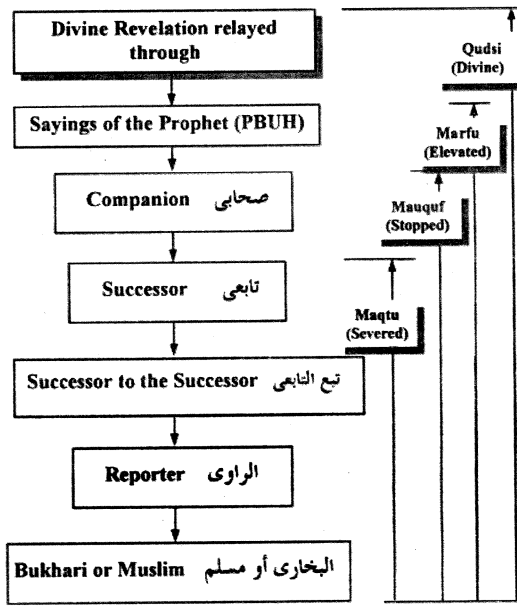 Divine Revelation relayed
through
Sayings of the Prophet (PBUH)
Companion صحابى
Successor تابعى
Successor to the Successor تبع التابعى
Reporter الراوى
Bukhari or Muslim البخارى أو مسلم
Qudsi
(Divine)
Marfu
(Elevated)
Mauquf
(Stopped)
Maqtu
(Severed)